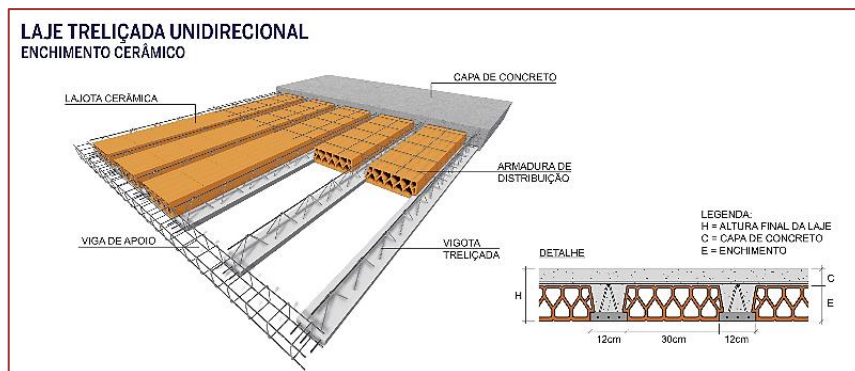 LAJE TRELIÇADA UNIDIRECIONAL
ENCHIMENTO CERÂMICO
CAPA DE CONCRETO
LAJOTA CERÂMICA
ARMADURA DE
DISTRIBUIÇÃO
LEGENDA:
H = ALTURA FINAL DA LAJE
C = CAPA DE CONCRETO
E = ENCHIMENTO
VIGA DE APOIO
VIGOTA
TRELIÇADA
DETALHE
C
H
E
12cm
30cm
12cm